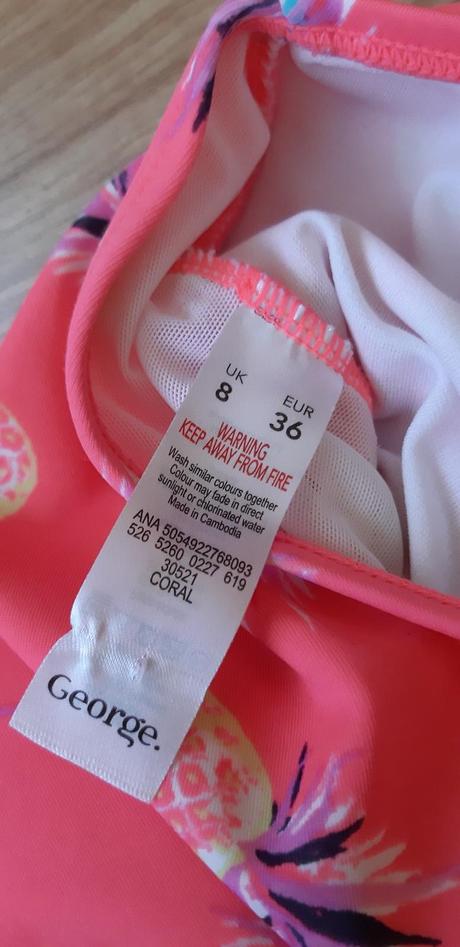 UK EUR
8 36
WARNING
KEEP AWAY FROM FIRE
Wash similar colours together
Colour may fade in direct
sunlight or chlorinated water
Made in Cambodia
ANA 5054922768093
526 5260 0227 619
30521
CORAL
George.